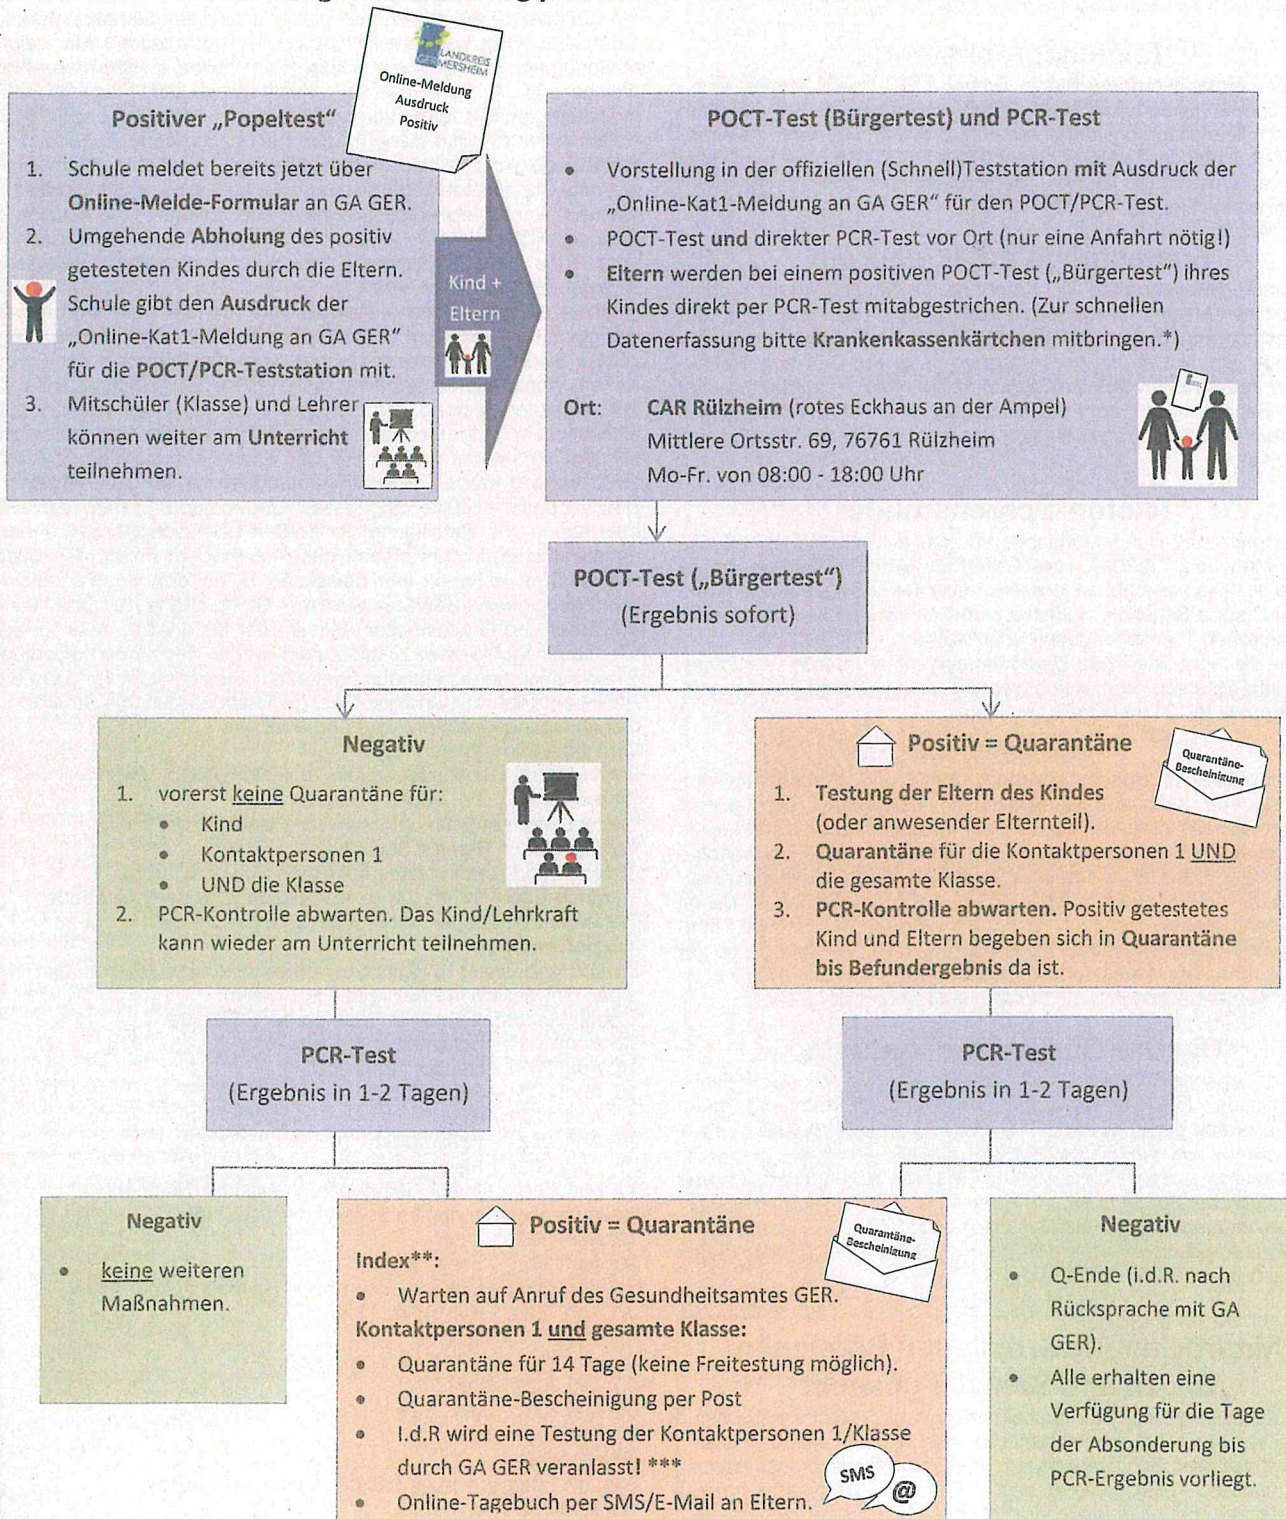 LANDKREIS
GERMERSHEIM
Online-Meldung
Ausdruck
Positiv
Positiver „Popeltest“
1. Schule meldet bereits jetzt über
Online-Melde-Formular an GA GER.
2. Umgehende Abholung des positiv
getesteten Kindes durch die Eltern.
Schule gibt den Ausdruck der
„Online-Kat1-Meldung an GA GER“
für die POCT/PCR-Teststation mit.
3. Mitschüler (Klasse) und Lehrer
können weiter am Unterricht
teilnehmen.
Kind +
Eltern
POCT-Test (Bürgertest) und PCR-Test
• Vorstellung in der offiziellen (Schnell)Teststation mit Ausdruck der
„Online-Kat1-Meldung an GA GER“ für den POCT/PCR-Test.
• POCT-Test und direkter PCR-Test vor Ort (nur eine Anfahrt nötig!)
• Eltern werden bei einem positiven POCT-Test („Bürgertest“) ihres
Kindes direkt per PCR-Test mitabgestrichen. (Zur schnellen
Datenerfassung bitte Krankenkassenkärtchen mitbringen.*)
Ort: CAR Rülzheim (rotes Eckhaus an der Ampel)
Mittlere Ortsstr. 69, 76761 Rülzheim
Mo-Fr. von 08:00 - 18:00 Uhr
POCT-Test („Bürgertest“)
(Ergebnis sofort)
Negativ
1. vorerst keine Quarantäne für:
• Kind
• Kontaktpersonen 1
• UND die Klasse
2. PCR-Kontrolle abwarten. Das Kind/Lehrkraft
kann wieder am Unterricht teilnehmen.
Positiv = Quarantäne
Quarantäne-
Bescheinigung
1. Testung der Eltern des Kindes
(oder anwesender Elternteil).
2. Quarantäne für die Kontaktpersonen 1 UND
die gesamte Klasse.
3. PCR-Kontrolle abwarten. Positiv getestetes
Kind und Eltern begeben sich in Quarantäne
bis Befundergebnis da ist.
PCR-Test
(Ergebnis in 1-2 Tagen)
PCR-Test
(Ergebnis in 1-2 Tagen)
Negativ
• keine weiteren
Maßnahmen.
Positiv = Quarantäne
Quarantäne-
Bescheinigung
Index**:
• Warten auf Anruf des Gesundheitsamtes GER.
Kontaktpersonen 1 und gesamte Klasse:
• Quarantäne für 14 Tage (keine Freitestung möglich).
• Quarantäne-Bescheinigung per Post
• I.d.R wird eine Testung der Kontaktpersonen 1/Klasse
durch GA GER veranlasst! ***
• Online-Tagebuch per SMS/E-Mail an Eltern.
SMS
@
Negativ
• Q-Ende (i.d.R. nach
Rücksprache mit GA
GER).
• Alle erhalten eine
Verfügung für die Tage
der Absonderung bis
PCR-Ergebnis vorliegt.